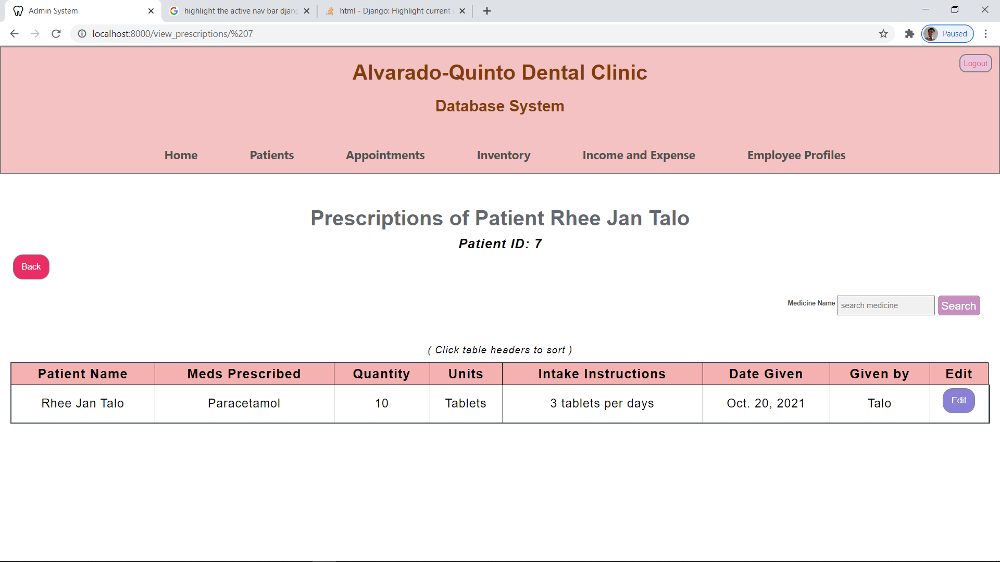 Admin System
highlight the active nav bar djang
html - Django: Highlight current
localhost:8000/view_prescriptions/%207
Paused
Logout
Alvarado-Quinto Dental Clinic
Database System
Home Patients Appointments Inventory Income and Expense Employee Profiles
Prescriptions of Patient Rhee Jan Talo
Patient ID: 7
Back
Medicine Name search medicine Search
( Click table headers to sort )
Patient Name Meds Prescribed Quantity Units Intake Instructions Date Given Given by Edit
Rhee Jan Talo Paracetamol 10 Tablets 3 tablets per days Oct. 20, 2021 Talo Edit